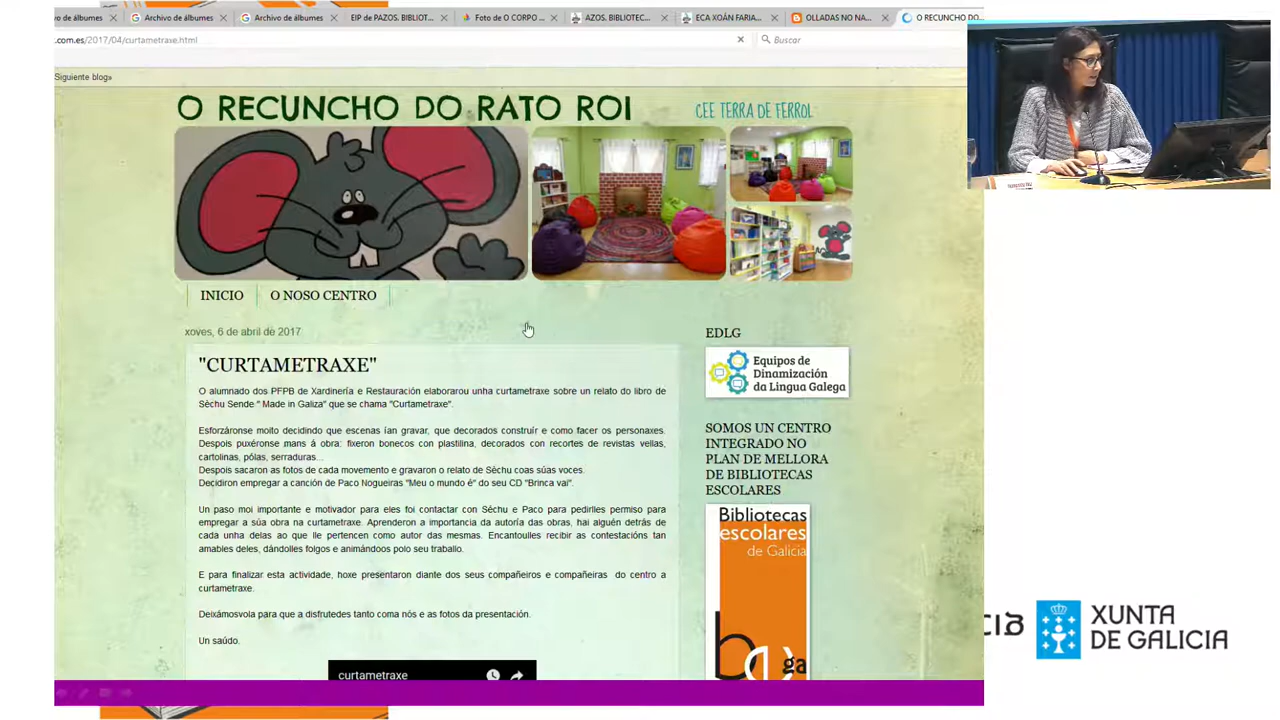 vo de álbumes
Archivo de álbumes
Archivo de álbumes
EIP de PAZOS. BIBLIOT...
Foto de O CORPO ...
AZOS. BIBLIOTEC...
ECA XOÁN FARIA...
OLLADAS NO NA...
O RECUNCHO DO...
.com.es/2017/04/curtametraxe.html
Buscar
Siguiente blog»
O RECUNCHO DO RATO ROI
CEE TERRA DE FERROL
INICIO
O NOSO CENTRO
xoves, 6 de abril de 2017
"CURTAMETRAXE"
O alumnado dos PFPB de Xardinería e Restauración elaborarou unha curtametraxe sobre un relato do libro de
Séchu Sende " Made in Galiza" que se chama "Curtametraxe".
Esforzáronse moito decidindo que escenas ían gravar, que decorados construír e como facer os personaxes.
Despois puxéronse mans á obra: fixeron bonecos con plastilina, decorados con recortes de revistas vellas,
cartolinas, pólas, serraduras...
Despois sacaron as fotos de cada movemento e gravaron o relato de Séchu coas súas voces.
Decidiron empregar a canción de Paco Nogueiras "Meu o mundo é" do seu CD "Brinca vai".
Un paso moi importante e motivador para eles foi contactar con Séchu e Paco para pedirlles permiso para
empregar a súa obra na curtametraxe. Aprenderon a importancia da autoría das obras, hai alguén detrás de
cada unha delas ao que lle pertencen como autor das mesmas. Encantoulles recibir as contestacións tan
amables deles, dándolles folgos e animándoos polo seu traballo.
E para finalizar esta actividade, hoxe presentaron diante dos seus compañeiros e compañeiras do centro a
curtametraxe.
Deixámosvola para que a disfrutedes tanto coma nós e as fotos da presentación.
Un saúdo.
curtametraxe
EDLG
Equipos de
Dinamización
da Lingua Galega
SOMOS UN CENTRO
INTEGRADO NO
PLAN DE MELLORA
DE BIBLIOTECAS
ESCOLARES
Bibliotecas
escolares
de Galicia
ga
XUNTA
DE GALICIA